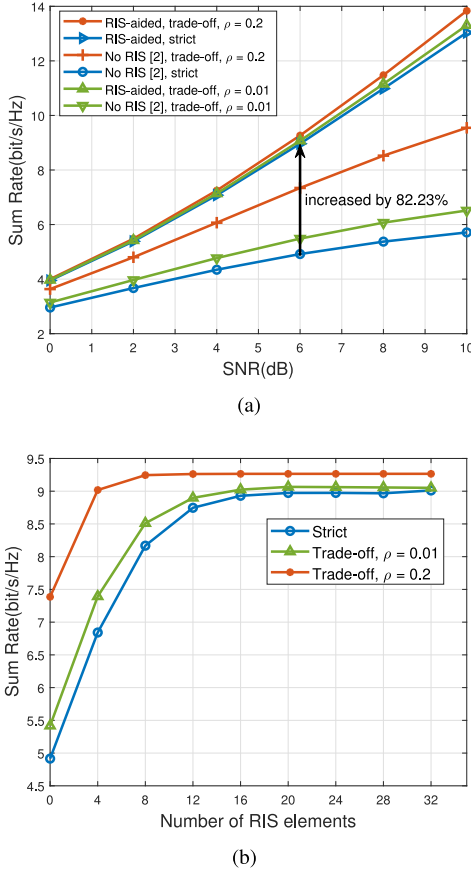 14
12
10
8
6
4
2
Sum Rate(bit/s/Hz)
RIS-aided, trade-off, ρ = 0.2
RIS-aided, strict
No RIS [2], trade-off, ρ = 0.2
No RIS [2], strict
RIS-aided, trade-off, ρ = 0.01
No RIS [2], trade-off, ρ = 0.01
increased by 82.23%
0 1 2 3 4 5 6 7 8 9 10
SNR(dB)
(a)
9.5
9
8.5
8
7.5
7
6.5
6
5.5
5
4.5
Sum Rate(bit/s/Hz)
Strict
Trade-off, ρ = 0.01
Trade-off, ρ = 0.2
0 4 8 12 16 20 24 28 32
Number of RIS elements
(b)